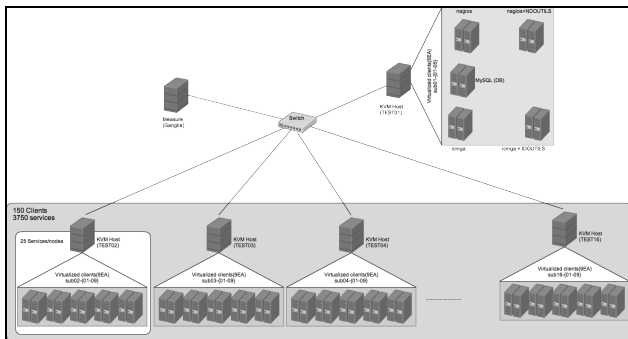 nagios
nagios+NDOUTILS
MySQL (DB)
icinga
icinga + IDOUTILS
Virtualized clients(5EA)
sub01-(01-05)
KVM Host
(TEST01)
Measure
(Ganglia)
Switch
150 Clients
3750 services
25 Services/nodes
KVM Host
(TEST02)
Virtualized clients(9EA)
sub02-(01-09)
KVM Host
(TEST03)
Virtualized clients(9EA)
sub03-(01-09)
KVM Host
(TEST04)
Virtualized clients(9EA)
sub04-(01-09)
KVM Host
(TEST16)
Virtualized clients(9EA)
sub16-(01-09)